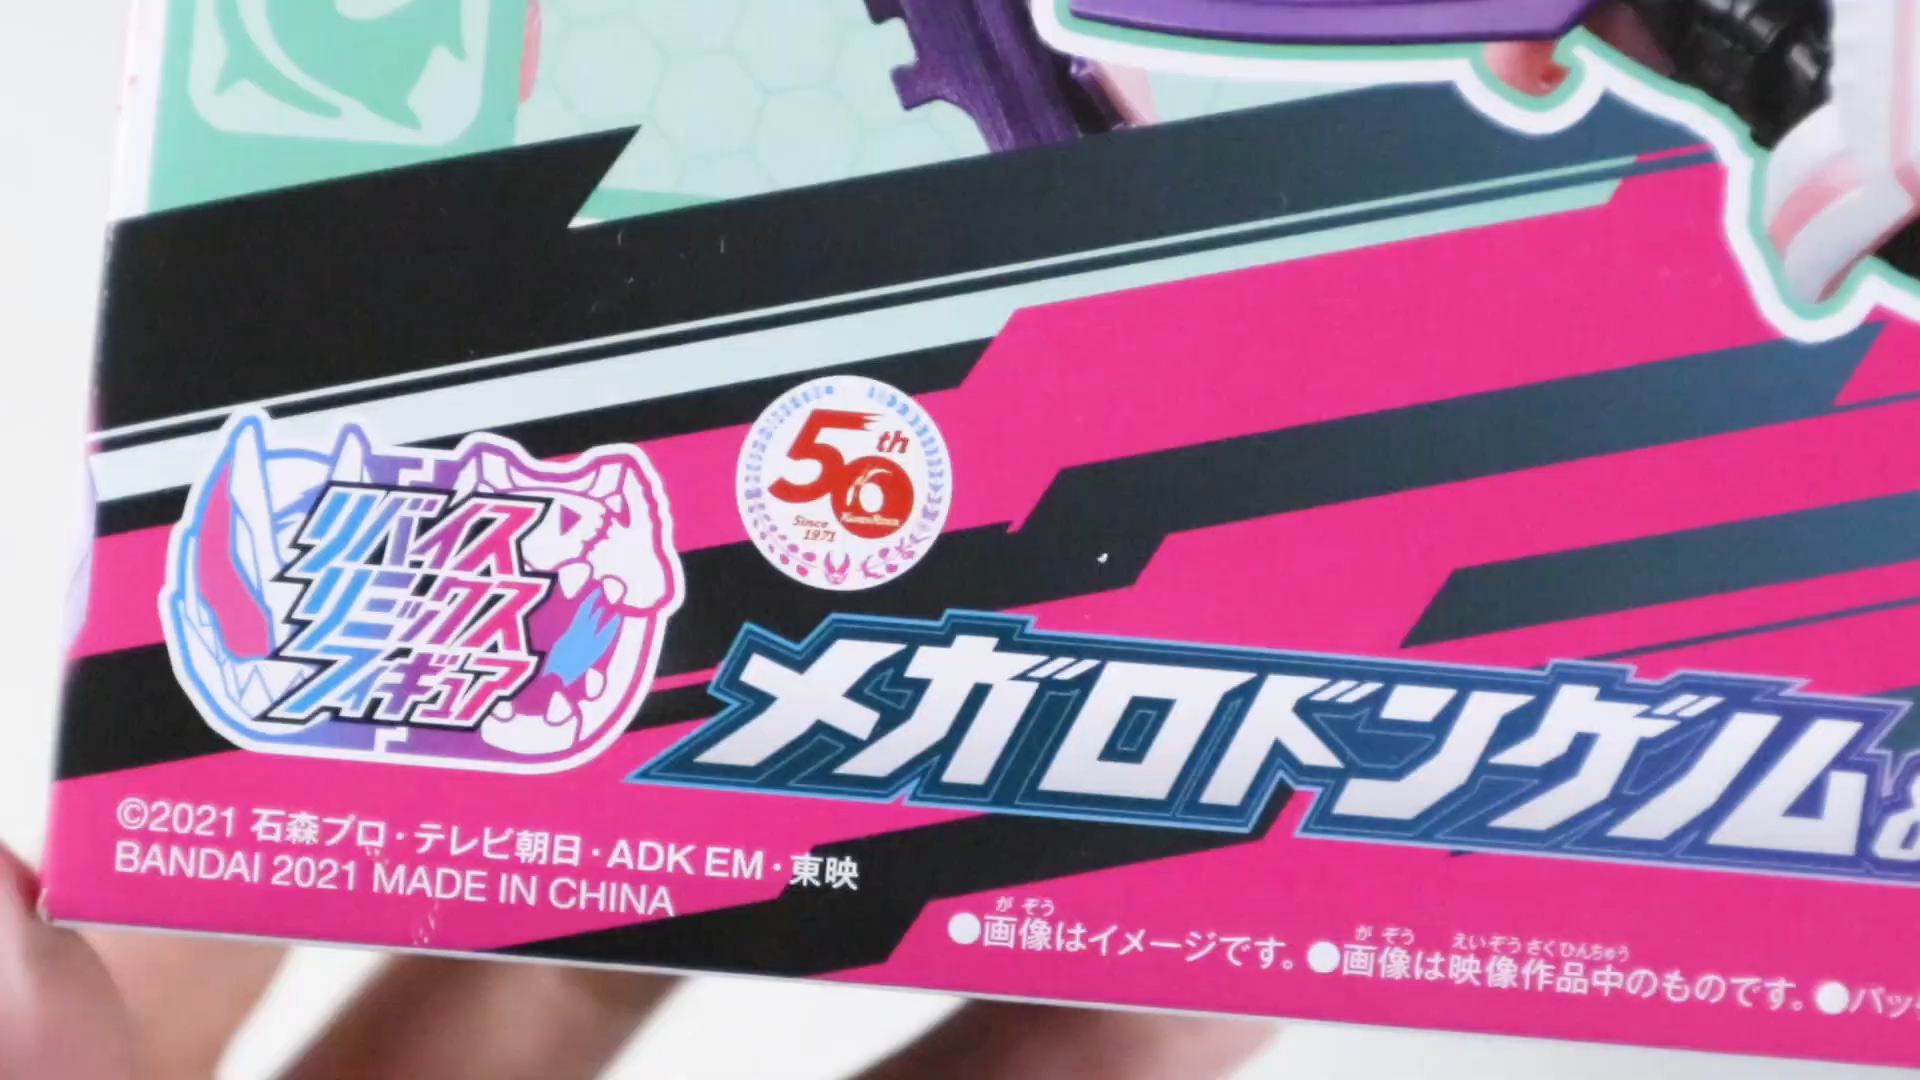 50th
Since
1971
リバイス
リミックス
フィギュア
メガロドンゲノム&
©2021 石森プロ・テレビ朝日・ADK EM・東映
BANDAI 2021 MADE IN CHINA
がぞう がぞう えいぞうさくひんちゅう
●画像はイメージです。●画像は映像作品中のものです。●パッ